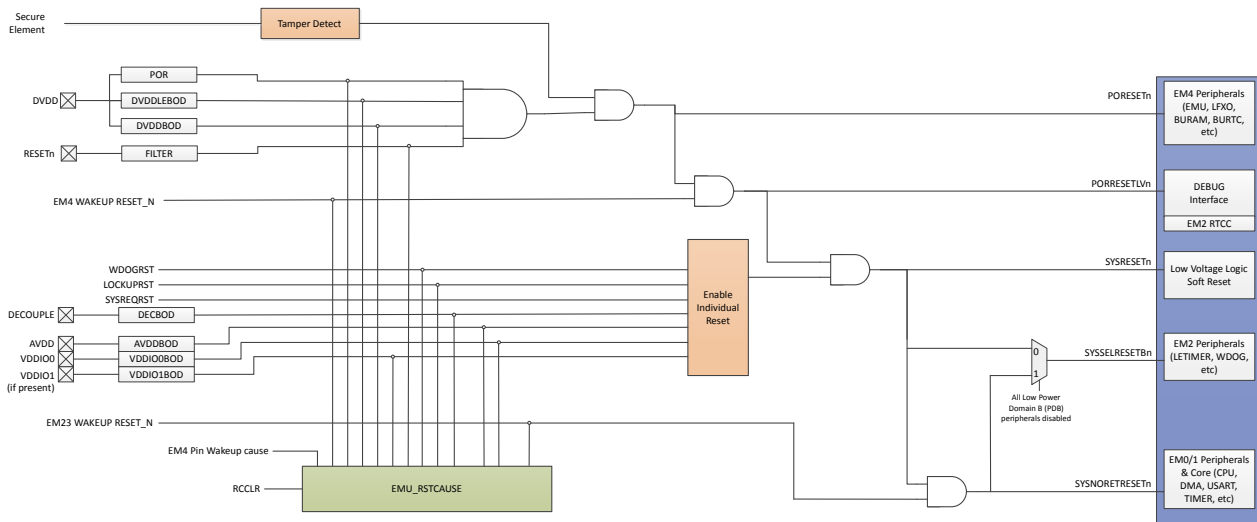 Secure
Element
Tamper Detect
POR
DVDD
DVDDLEBOD
DVDDBOD
RESETn
FILTER
PORESETn
EM4 Peripherals
(EMU, LFXO,
BURAM, BURTC,
etc)
EM4 WAKEUP RESET_N
PORRESETLVn
DEBUG
Interface
EM2 RTCC
WDOGRST
LOCKUPRST
SYSREQRST
DECOUPLE
DECBOD
AVDD
AVDDBOD
VDDIO0
VDDIO0BOD
VDDIO1
(if present)
VDDIO1BOD
Enable
Individual
Reset
SYSRESETn
Low Voltage Logic
Soft Reset
0
1
SYSSELRESETBn
EM2 Peripherals
(LETIMER, WDOG,
etc)
All Low Power
Domain B (PDB)
peripherals disabled
EM23 WAKEUP RESET_N
EM4 Pin Wakeup cause
RCCLR
EMU_RSTCAUSE
SYSNORETRESETn
EM0/1 Peripherals
& Core (CPU,
DMA, USART,
TIMER, etc)